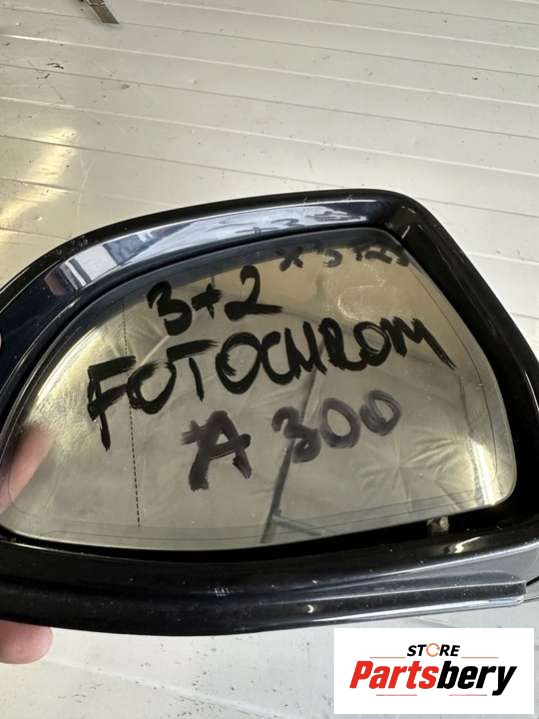 3+2
FOTOCHROM
A 300
STORE
Partsbery